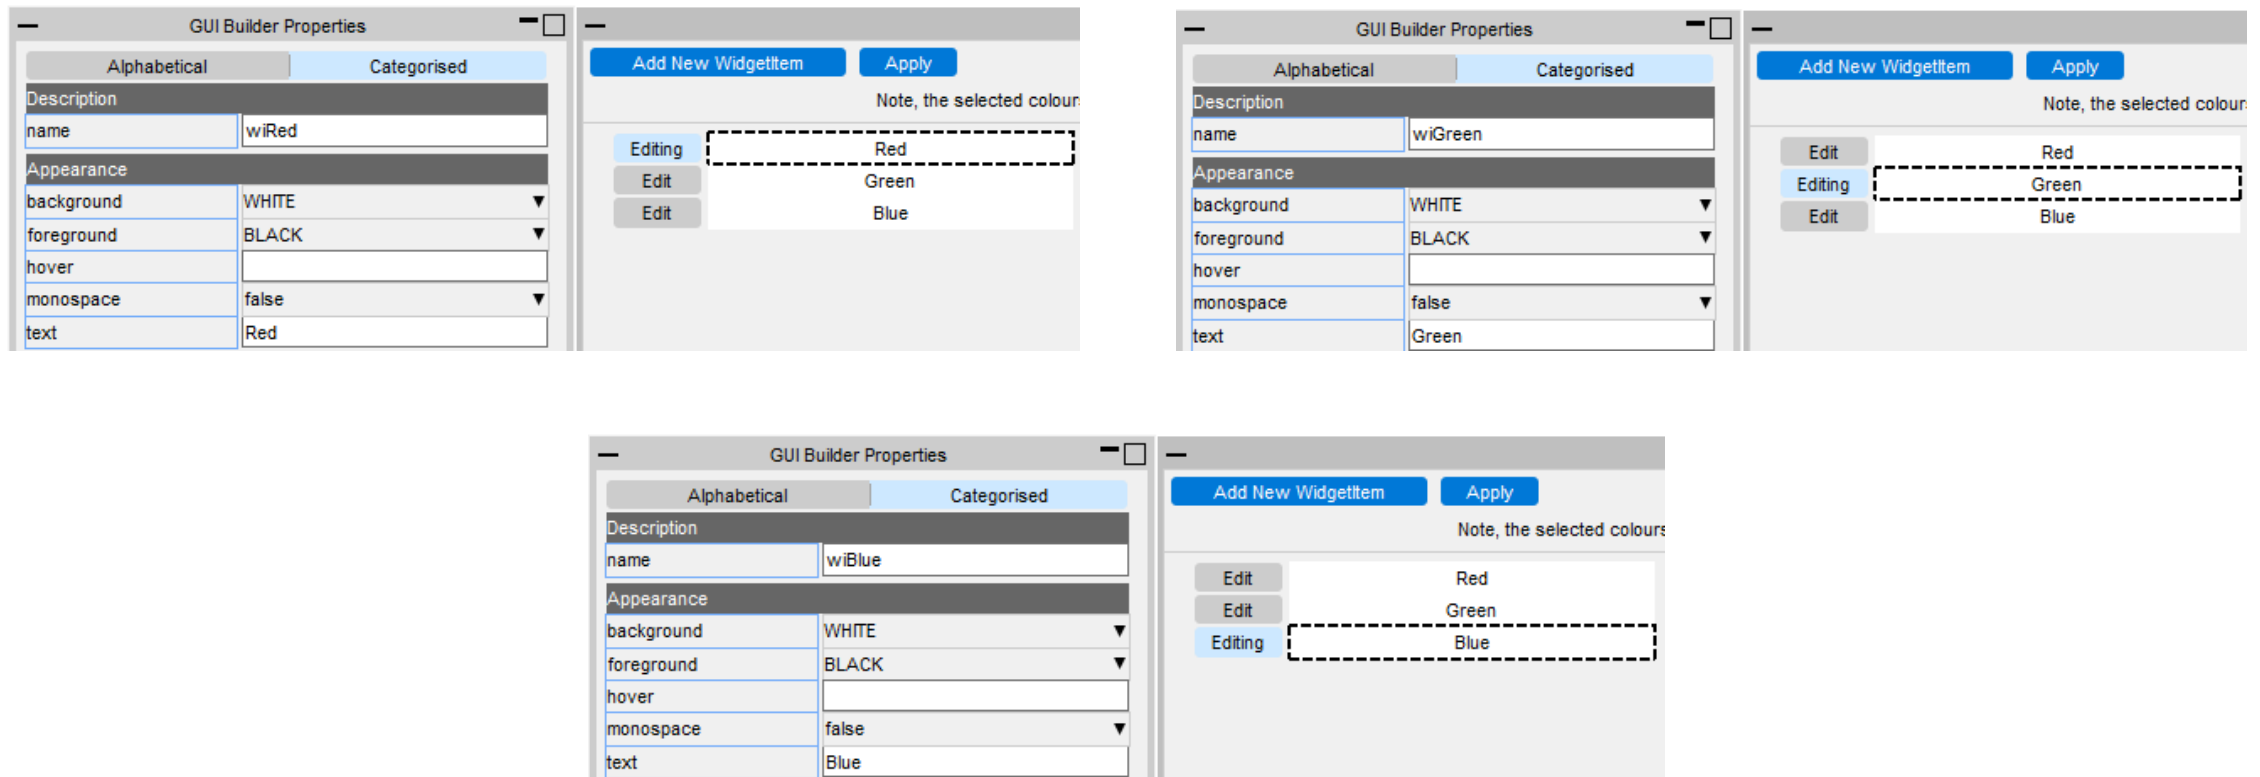 GUI Builder Properties
Alphabetical Categorised
Description
name wiRed
Appearance
background WHITE
foreground BLACK
hover
monospace false
text Red
Add New WidgetItem Apply
Note, the selected colour
Editing Red
Edit Green
Edit Blue
GUI Builder Properties
Alphabetical Categorised
Description
name wiGreen
Appearance
background WHITE
foreground BLACK
hover
monospace false
text Green
Add New WidgetItem Apply
Note, the selected colour
Edit Red
Editing Green
Edit Blue
GUI Builder Properties
Alphabetical Categorised
Description
name wiBlue
Appearance
background WHITE
foreground BLACK
hover
monospace false
text Blue
Add New WidgetItem Apply
Note, the selected colours
Edit Red
Edit Green
Editing Blue